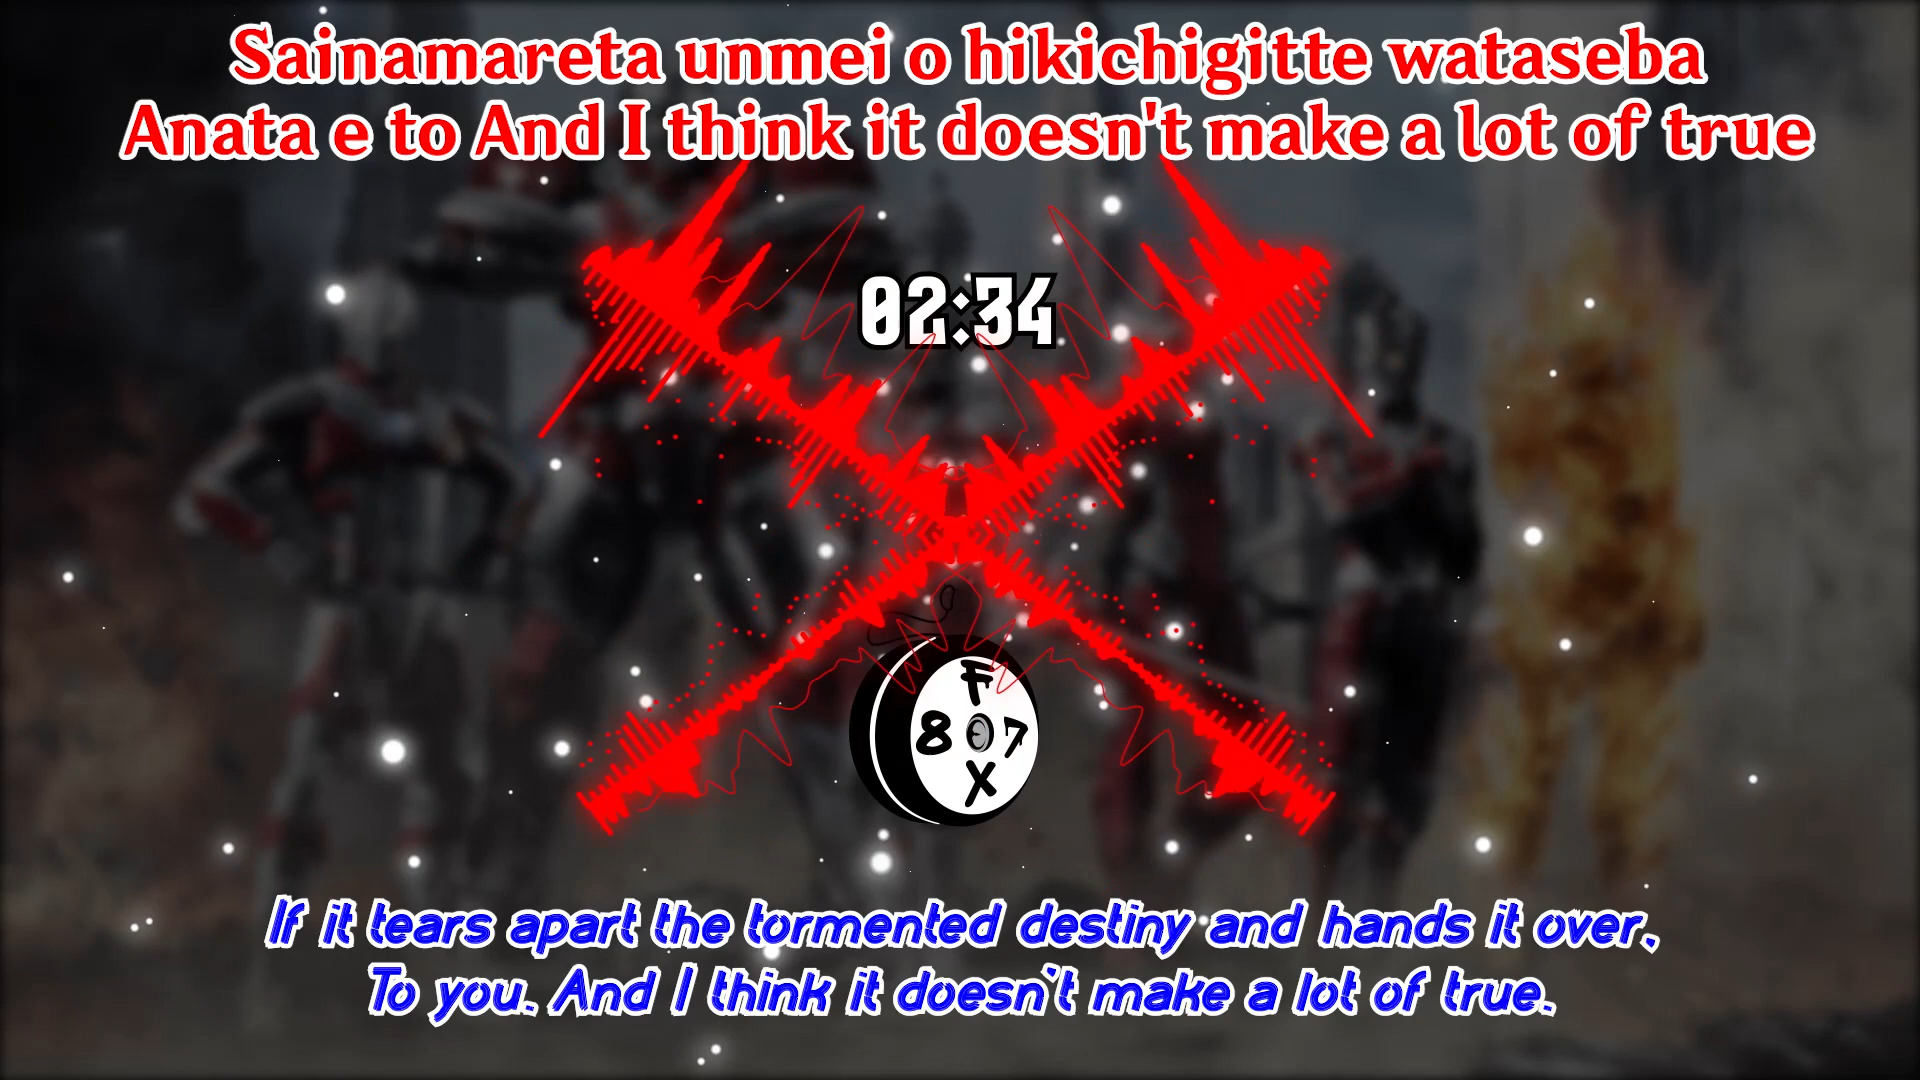 Sainamareta unmei o hikichigitte wataseba
Anata e to And I think it doesn't make a lot of true
02:34
F
8 7
X
If it tears apart the tormented destiny and hands it over,
To you. And I think it doesn't make a lot of true.